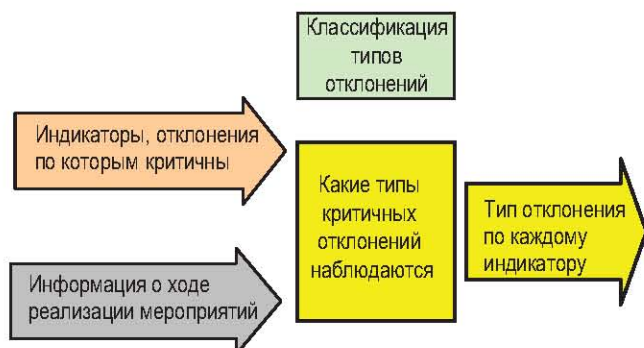 Классификация
типов
отклонений
Индикаторы, отклонения
по которым критичны
Какие типы
критичных
отклонений
наблюдаются
Тип отклонения
по каждому
индикатору
Информация о ходе
реализации мероприятий